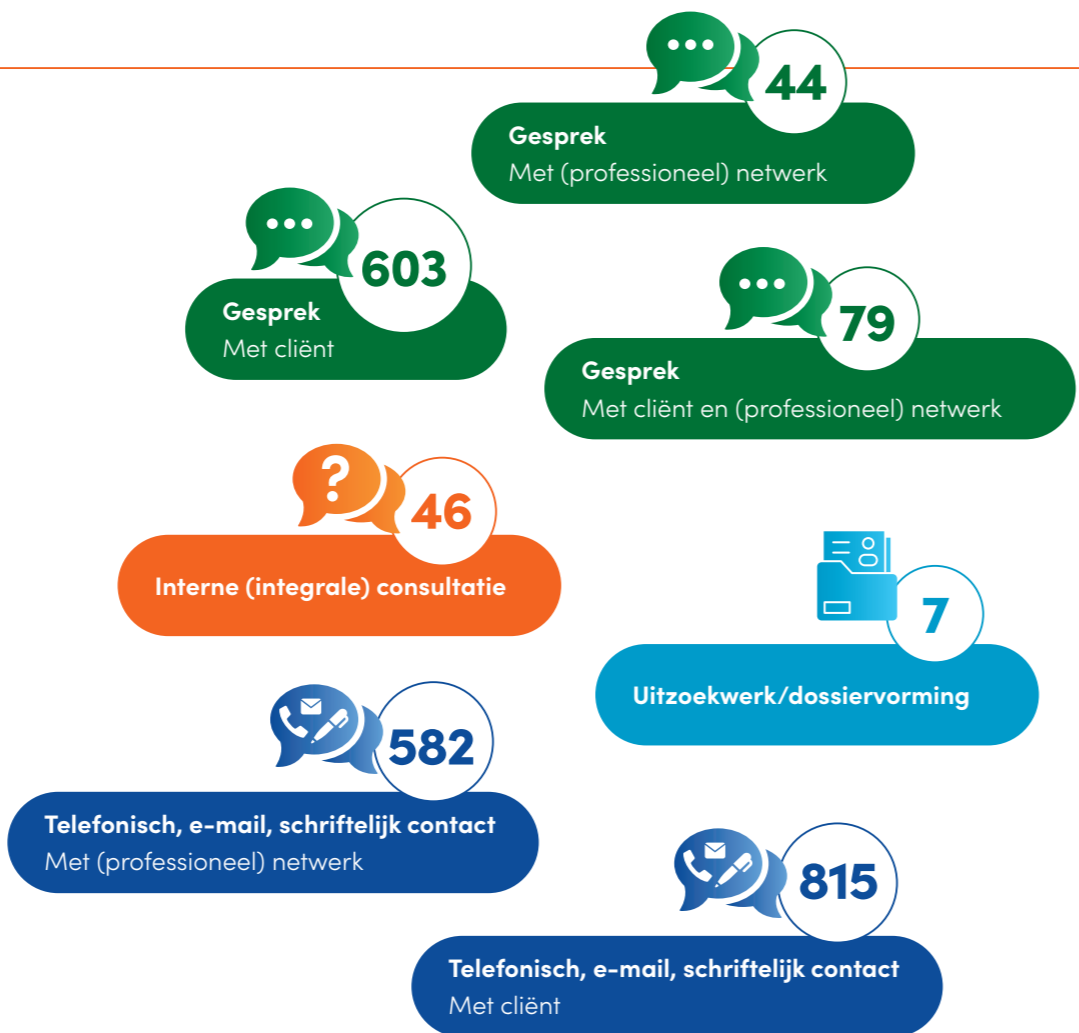 44
Gesprek
Met (professioneel) netwerk
603
Gesprek
Met cliënt
79
Gesprek
Met cliënt en (professioneel) netwerk
?
46
Interne (integrale) consultatie
7
Uitzoekwerk/dossiervorming
582
Telefonisch, e-mail, schriftelijk contact
Met (professioneel) netwerk
815
Telefonisch, e-mail, schriftelijk contact
Met cliënt